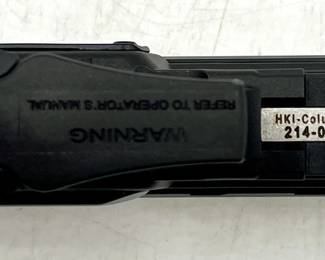 WARNING
REFER TO OPERATOR'S MANUAL
HKI-Colu
214-0